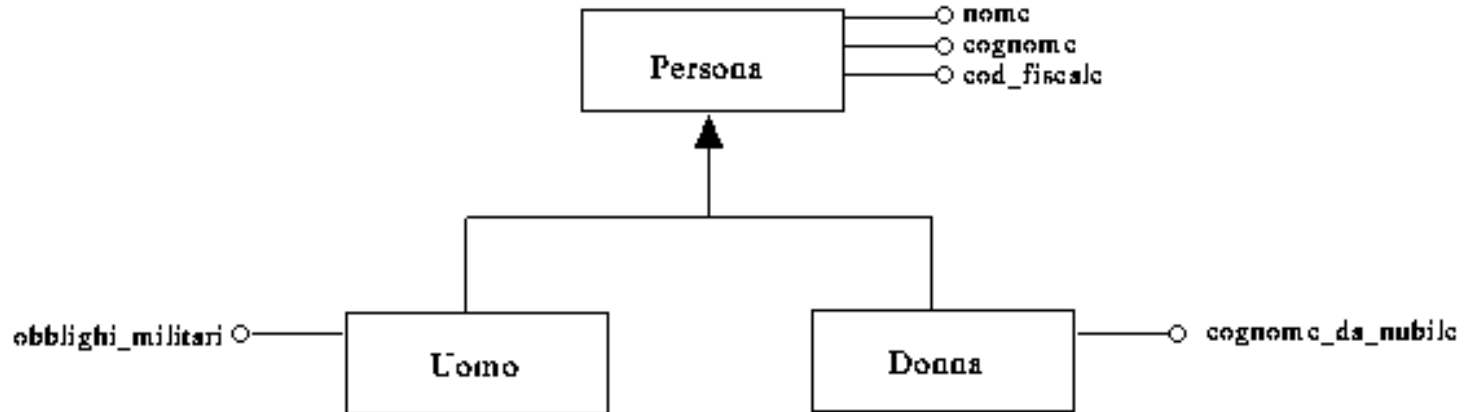 nome
cognome
cod_fiscale
Persona
obblighi_militari
Uomo
Donna
cognome_da_nubile